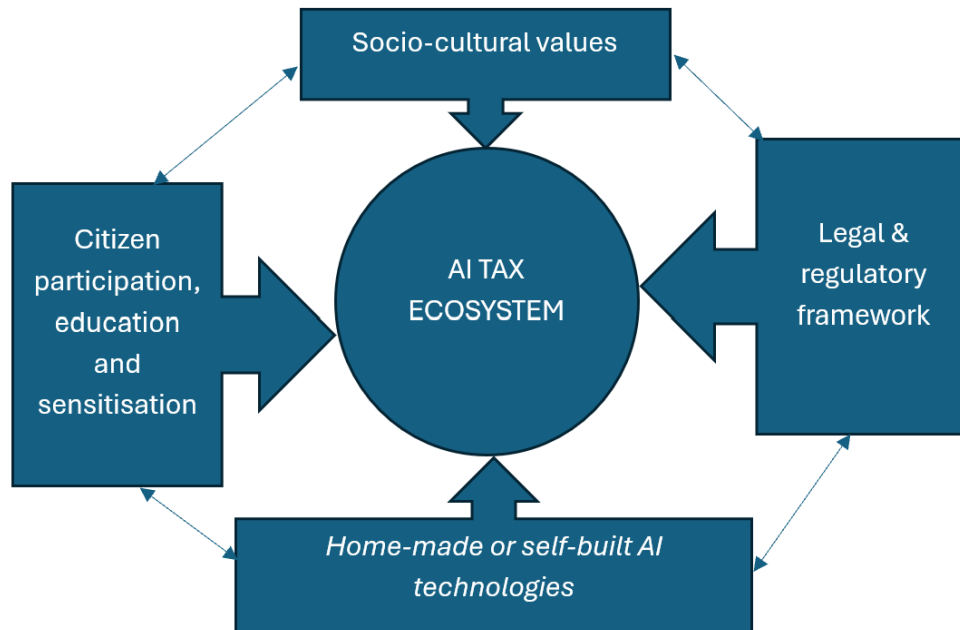 Socio-cultural values
Citizen
participation,
education
and
sensitisation
AI TAX
ECOSYSTEM
Legal &
regulatory
framework
Home-made or self-built AI
technologies